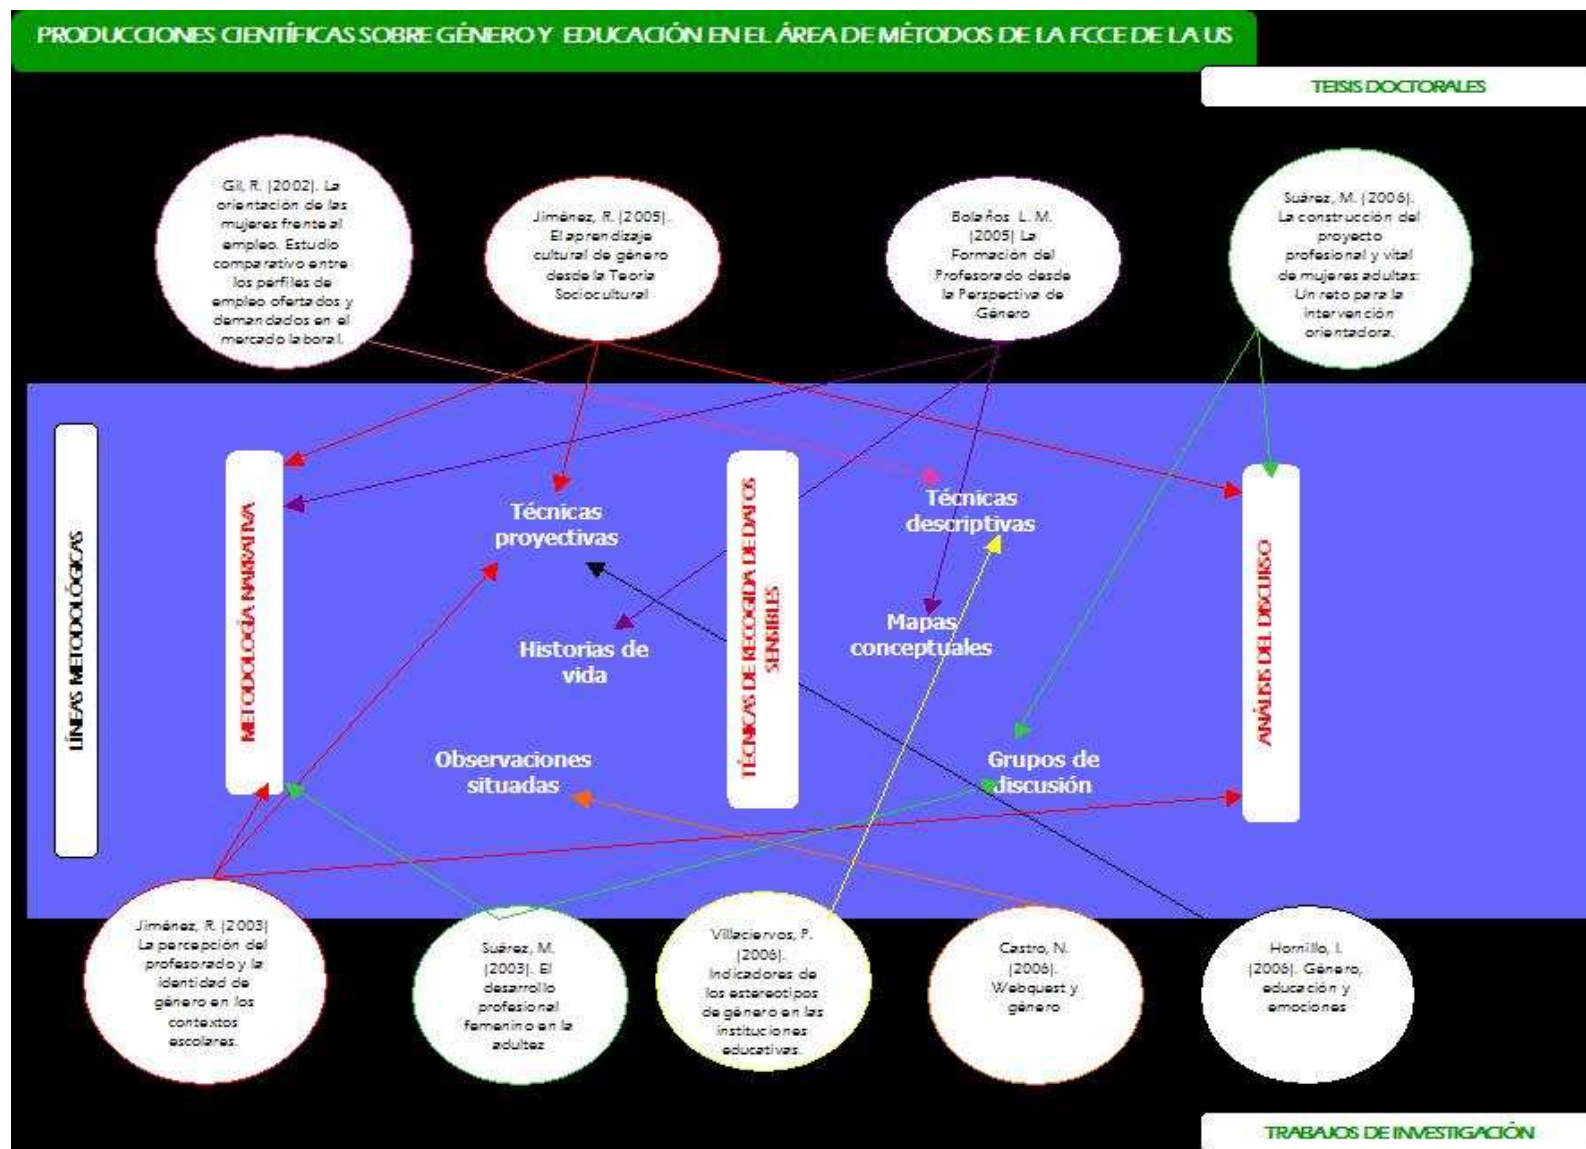 PRODUCCIONES CIENTÍFICAS SOBRE GÉNERO Y EDUCACIÓN EN EL ÁREA DE MÉTODOS DE LA FCCE DE LA US
TEISIS DOCTORALES
Gil, R. (2002). La
orientación de las
mujeres frente al
empleo. Estudio
comparativo entre
los perfiles de
empleo ofertados y
demandados en el
mercado laboral.
Jiménez, R. (2005).
El aprendizaje
cultural de género
desde la Teoría
Sociocultural
Bolaños L. M.
(2005) La
Formación del
Profesorado desde
la Perspectiva de
Género
Suárez, M. (2006).
La construcción del
proyecto
profesional y vital
de mujeres adultas:
Un reto para la
intervención
orientadora.
LÍNEAS METODOLÓGICAS
METODOLOGÍA NARRATIVA
Técnicas
proyectivas
Historias de
vida
Observaciones
situadas
TÉCNICAS DE RECOGIDA DE DATOS
SENSIBLES
Técnicas
descriptivas
Mapas
conceptuales
Grupos de
discusión
ANÁLISIS DEL DISCURSO
Jiménez, R. (2003)
La percepción del
profesorado y la
identidad de
género en los
contextos
escolares.
Suárez, M.
(2003). El
desarrollo
profesional
femenino en la
adultez
Villaciervos, P.
(2006).
Indicadores de
los estereotipos
de género en las
instituciones
educativas.
Castro, N.
(2006).
Webquest y
género
Hornillo, I.
(2006). Género,
educación y
emociones
TRABAJOS DE INVESTIGACIÓN